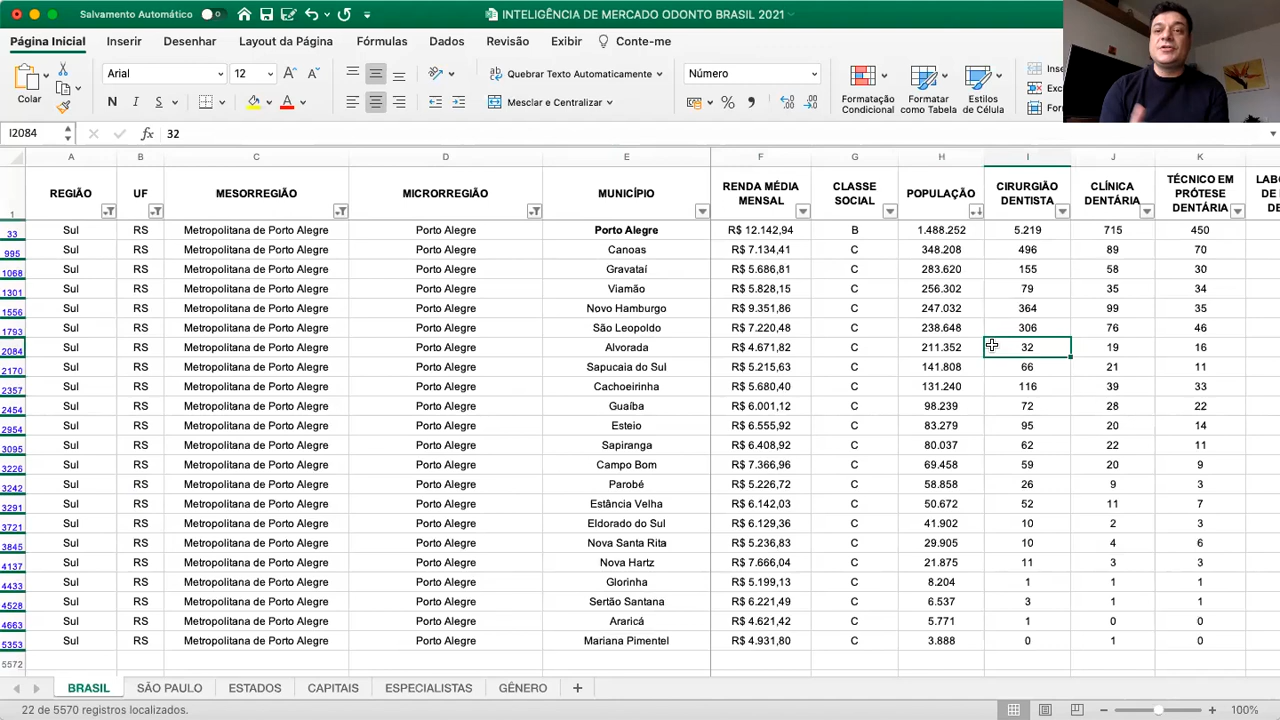 Salvamento Automático
INTELIGÊNCIA DE MERCADO ODONTO BRASIL 2021
Página Inicial Inserir Desenhar Layout da Página Fórmulas Dados Revisão Exibir Conte-me
Colar
Arial 12
N I S
Quebrar Texto Automaticamente
Mesclar e Centralizar
Número
Formatação Condicional
Formatar como Tabela
Estilos de Célula
I2084 fx 32
A B C D E F G H I J K
1 REGIÃO UF MESORREGIÃO MICRORREGIÃO MUNICÍPIO RENDA MÉDIA MENSAL CLASSE SOCIAL POPULAÇÃO CIRURGIÃO DENTISTA CLÍNICA DENTÁRIA TÉCNICO EM PRÓTESE DENTÁRIA
33 Sul RS Metropolitana de Porto Alegre Porto Alegre Porto Alegre R$ 12.142,94 B 1.488.252 5.219 715 450
995 Sul RS Metropolitana de Porto Alegre Porto Alegre Canoas R$ 7.134,41 C 348.208 496 89 70
1068 Sul RS Metropolitana de Porto Alegre Porto Alegre Gravataí R$ 5.686,81 C 283.620 155 58 30
1301 Sul RS Metropolitana de Porto Alegre Porto Alegre Viamão R$ 5.828,15 C 256.302 79 35 34
1556 Sul RS Metropolitana de Porto Alegre Porto Alegre Novo Hamburgo R$ 9.351,86 C 247.032 364 99 35
1793 Sul RS Metropolitana de Porto Alegre Porto Alegre São Leopoldo R$ 7.220,48 C 238.648 306 76 46
2084 Sul RS Metropolitana de Porto Alegre Porto Alegre Alvorada R$ 4.671,82 C 211.352 32 19 16
2170 Sul RS Metropolitana de Porto Alegre Porto Alegre Sapucaia do Sul R$ 5.215,63 C 141.808 66 21 11
2357 Sul RS Metropolitana de Porto Alegre Porto Alegre Cachoeirinha R$ 5.680,40 C 131.240 116 39 33
2454 Sul RS Metropolitana de Porto Alegre Porto Alegre Guaíba R$ 6.001,12 C 98.239 72 28 22
2954 Sul RS Metropolitana de Porto Alegre Porto Alegre Esteio R$ 6.555,92 C 83.279 95 20 14
3095 Sul RS Metropolitana de Porto Alegre Porto Alegre Sapiranga R$ 6.408,92 C 80.037 62 22 11
3226 Sul RS Metropolitana de Porto Alegre Porto Alegre Campo Bom R$ 7.366,96 C 69.458 59 20 9
3242 Sul RS Metropolitana de Porto Alegre Porto Alegre Parobé R$ 5.226,72 C 58.858 26 9 3
3291 Sul RS Metropolitana de Porto Alegre Porto Alegre Estância Velha R$ 6.142,03 C 50.672 52 11 7
3721 Sul RS Metropolitana de Porto Alegre Porto Alegre Eldorado do Sul R$ 6.129,36 C 41.902 10 2 3
3845 Sul RS Metropolitana de Porto Alegre Porto Alegre Nova Santa Rita R$ 5.236,83 C 29.905 10 4 6
4137 Sul RS Metropolitana de Porto Alegre Porto Alegre Nova Hartz R$ 7.666,04 C 21.875 11 3 3
4433 Sul RS Metropolitana de Porto Alegre Porto Alegre Glorinha R$ 5.199,13 C 8.204 1 1 1
4528 Sul RS Metropolitana de Porto Alegre Porto Alegre Sertão Santana R$ 6.221,49 C 6.537 3 1 1
4663 Sul RS Metropolitana de Porto Alegre Porto Alegre Araricá R$ 4.621,42 C 5.771 1 0 0
5353 Sul RS Metropolitana de Porto Alegre Porto Alegre Mariana Pimentel R$ 4.931,80 C 3.888 0 1 0
5572
BRASIL SÃO PAULO ESTADOS CAPITAIS ESPECIALISTAS GÊNERO
22 de 5570 registros localizados. 100%